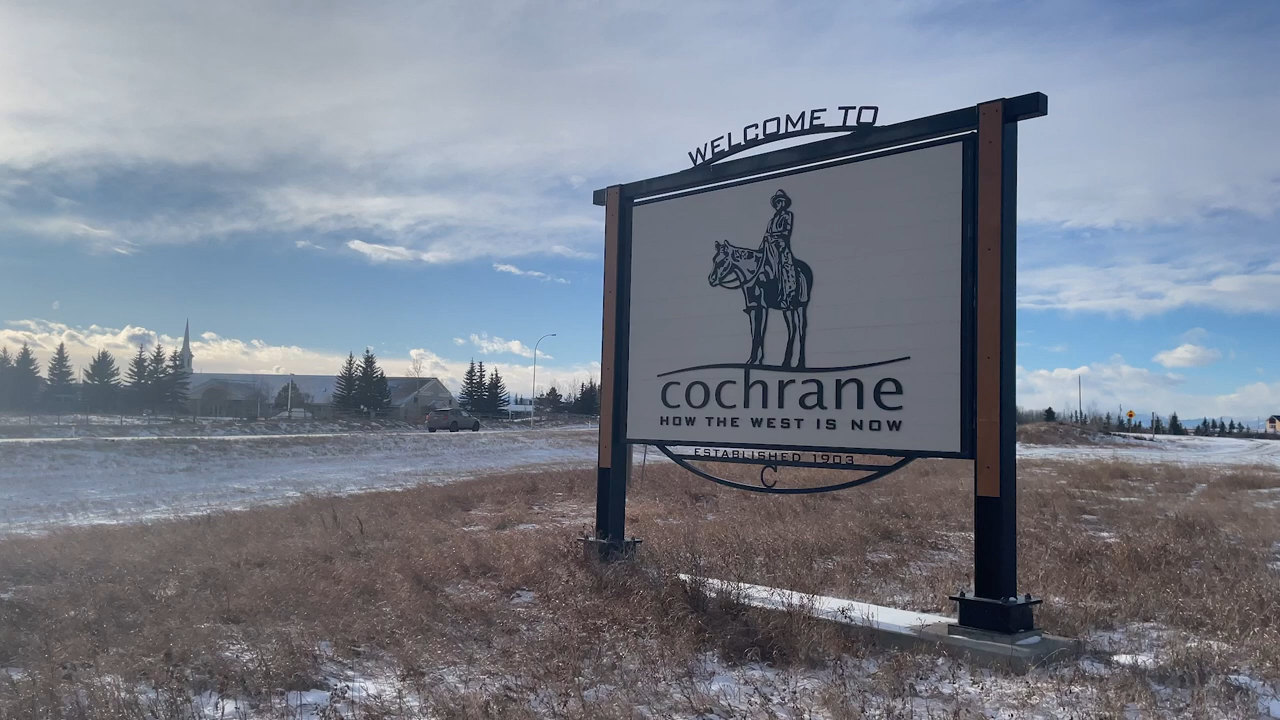 WELCOME TO
cochrane
HOW THE WEST IS NOW
ESTABLISHED 1903
C